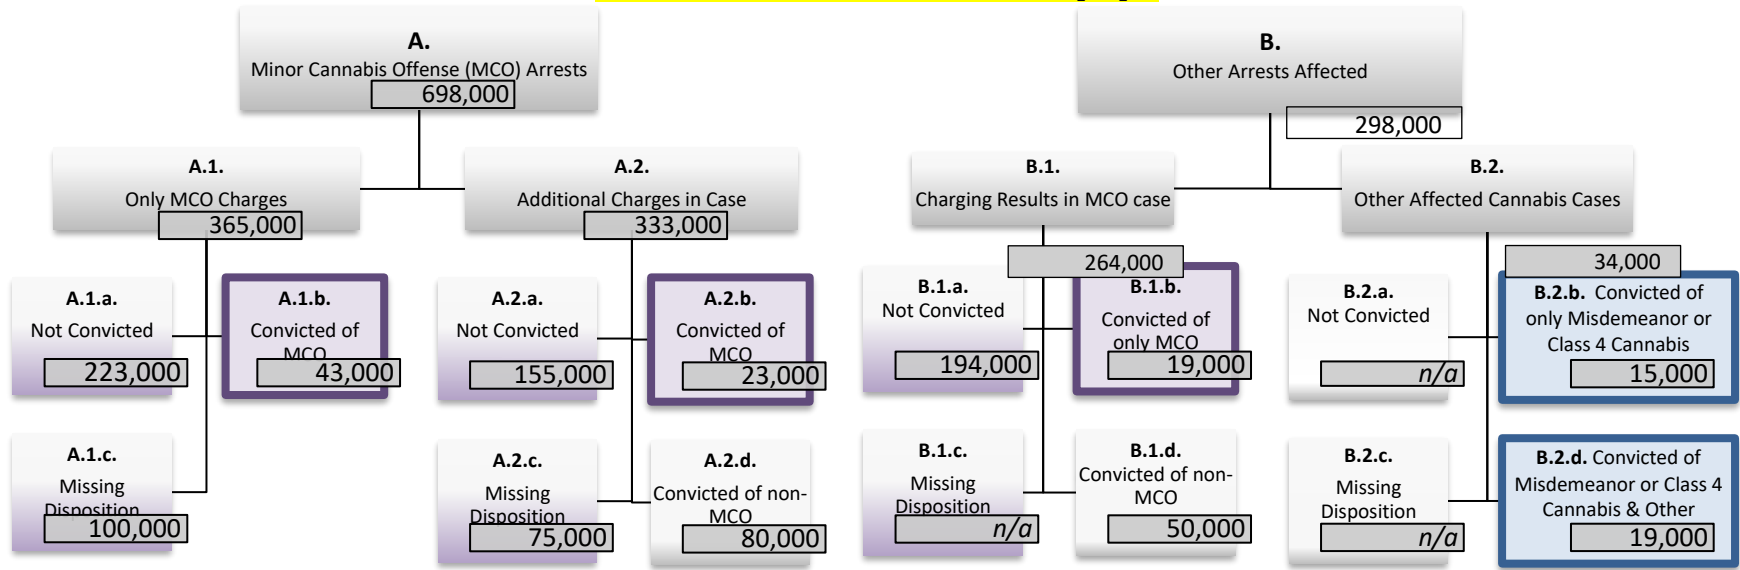 A.
Minor Cannabis Offense (MCO) Arrests
698,000
B.
Other Arrests Affected
298,000
A.1.
Only MCO Charges
365,000
A.2.
Additional Charges in Case
333,000
B.1.
Charging Results in MCO case
264,000
B.2.
Other Affected Cannabis Cases
34,000
A.1.a.
Not Convicted
223,000
A.1.b.
Convicted of
MCO
43,000
A.2.a.
Not Convicted
155,000
A.2.b.
Convicted of
MCO
23,000
B.1.a.
Not Convicted
194,000
B.1.b.
Convicted of
only MCO
19,000
B.2.a.
Not Convicted
n/a
B.2.b. Convicted of
only Misdemeanor or
Class 4 Cannabis
15,000
A.1.c.
Missing
Disposition
100,000
A.2.c.
Missing
Disposition
75,000
A.2.d.
Convicted of non-
MCO
80,000
B.1.c.
Missing
Disposition
n/a
B.1.d.
Convicted of non-
MCO
50,000
B.2.c.
Missing
Disposition
n/a
B.2.d. Convicted of
Misdemeanor or Class 4
Cannabis & Other
19,000